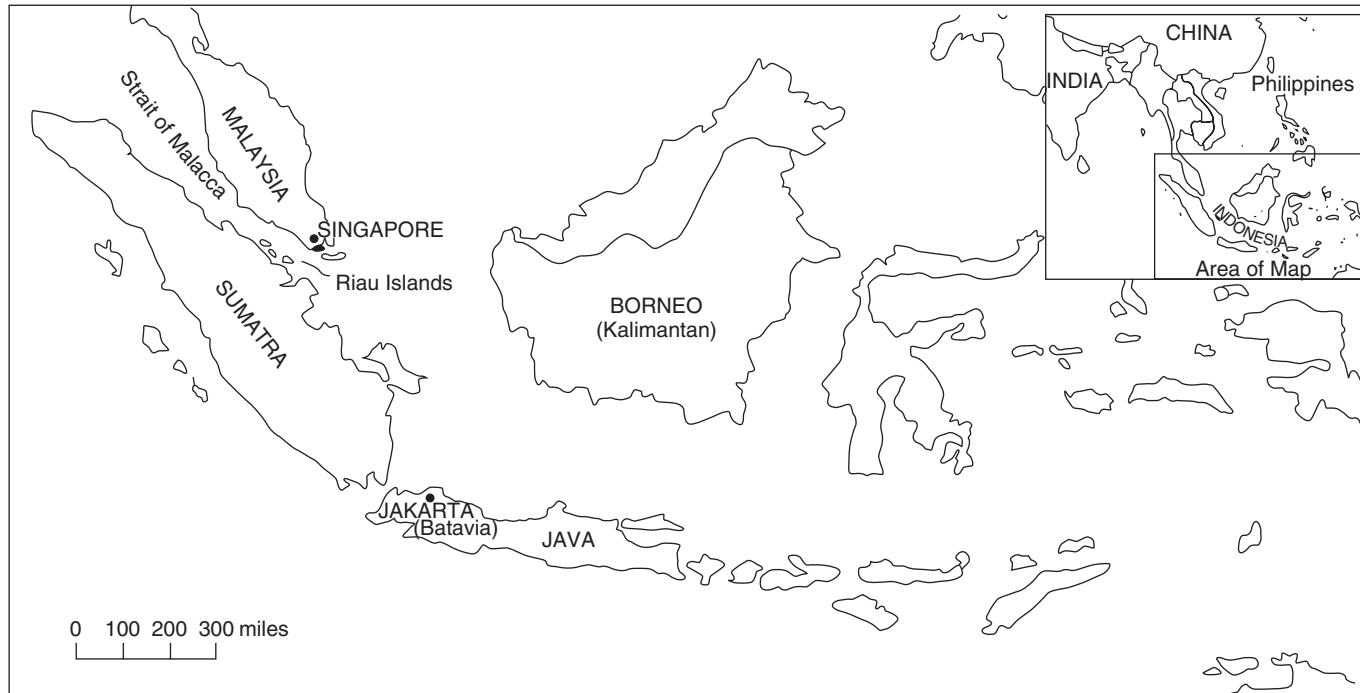 CHINA
INDIA
Philippines
INDONESIA
Area of Map
Strait of Malacca
MALAYSIA
SINGAPORE
Riau Islands
SUMATRA
BORNEO
(Kalimantan)
JAKARTA
(Batavia)
JAVA
0 100 200 300 miles